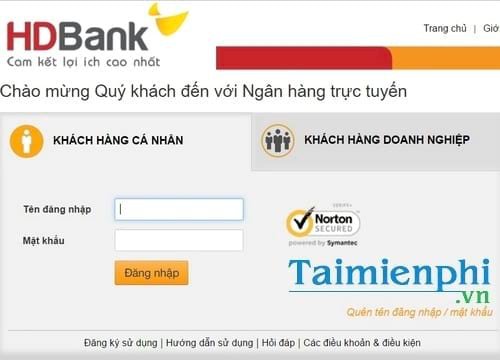 HDBank
Cam kết lợi ích cao nhất
Trang chủ | Giớ
Chào mừng Quý khách đến với Ngân hàng trực tuyến
KHÁCH HÀNG CÁ NHÂN
KHÁCH HÀNG DOANH NGHIỆP
Tên đăng nhập
Mật khẩu
Đăng nhập
Norton
SECURED
powered by Symantec
Taimienphi
.vn
Quên tên đăng nhập / mật khẩu
Đăng ký sử dụng | Hướng dẫn sử dụng | Hỏi đáp | Các điều khoản & điều kiện